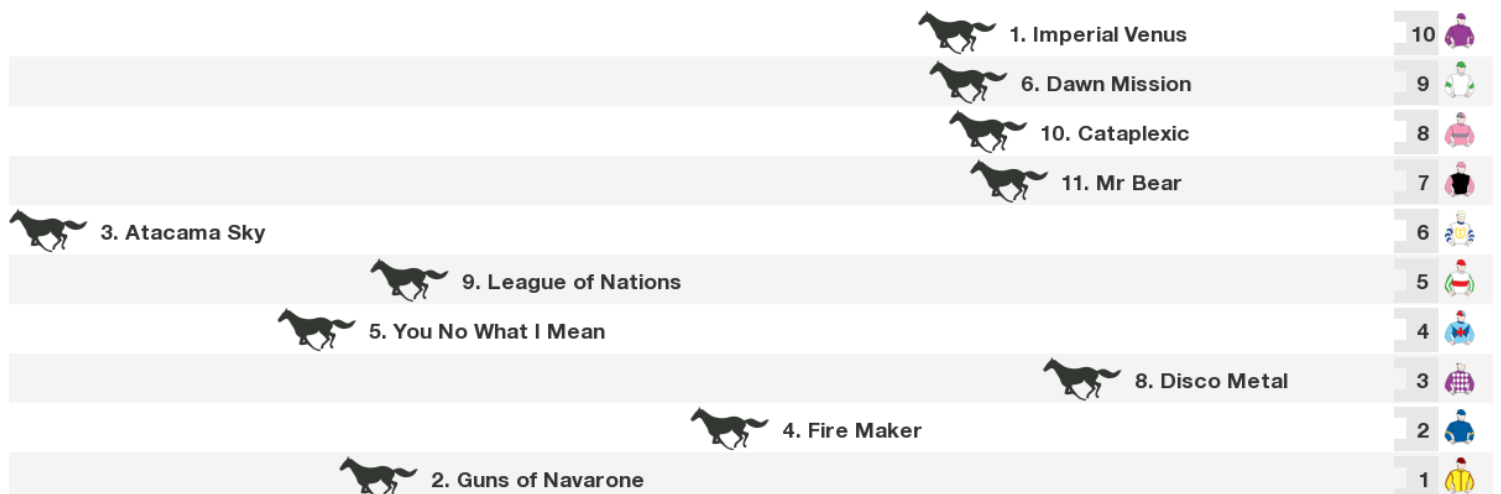 1. Imperial Venus 10
6. Dawn Mission 9
10. Cataplexic 8
11. Mr Bear 7
3. Atacama Sky 6
9. League of Nations 5
5. You No What I Mean 4
8. Disco Metal 3
4. Fire Maker 2
2. Guns of Navarone 1